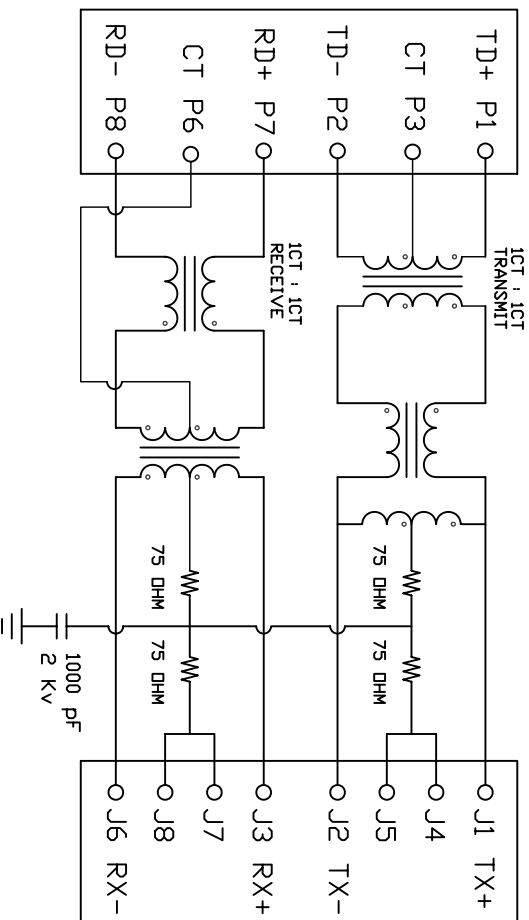 TD+ P1
CT P3
TD- P2
RD+ P7
CT P6
RD- P8
1CT : 1CT
TRANSMIT
1CT : 1CT
RECEIVE
75 OHM
75 OHM
75 OHM
75 OHM
1000 pF
2 Kv
J1 TX+
J4
J5
J2 TX-
J3 RX+
J7
J8
J6 RX-